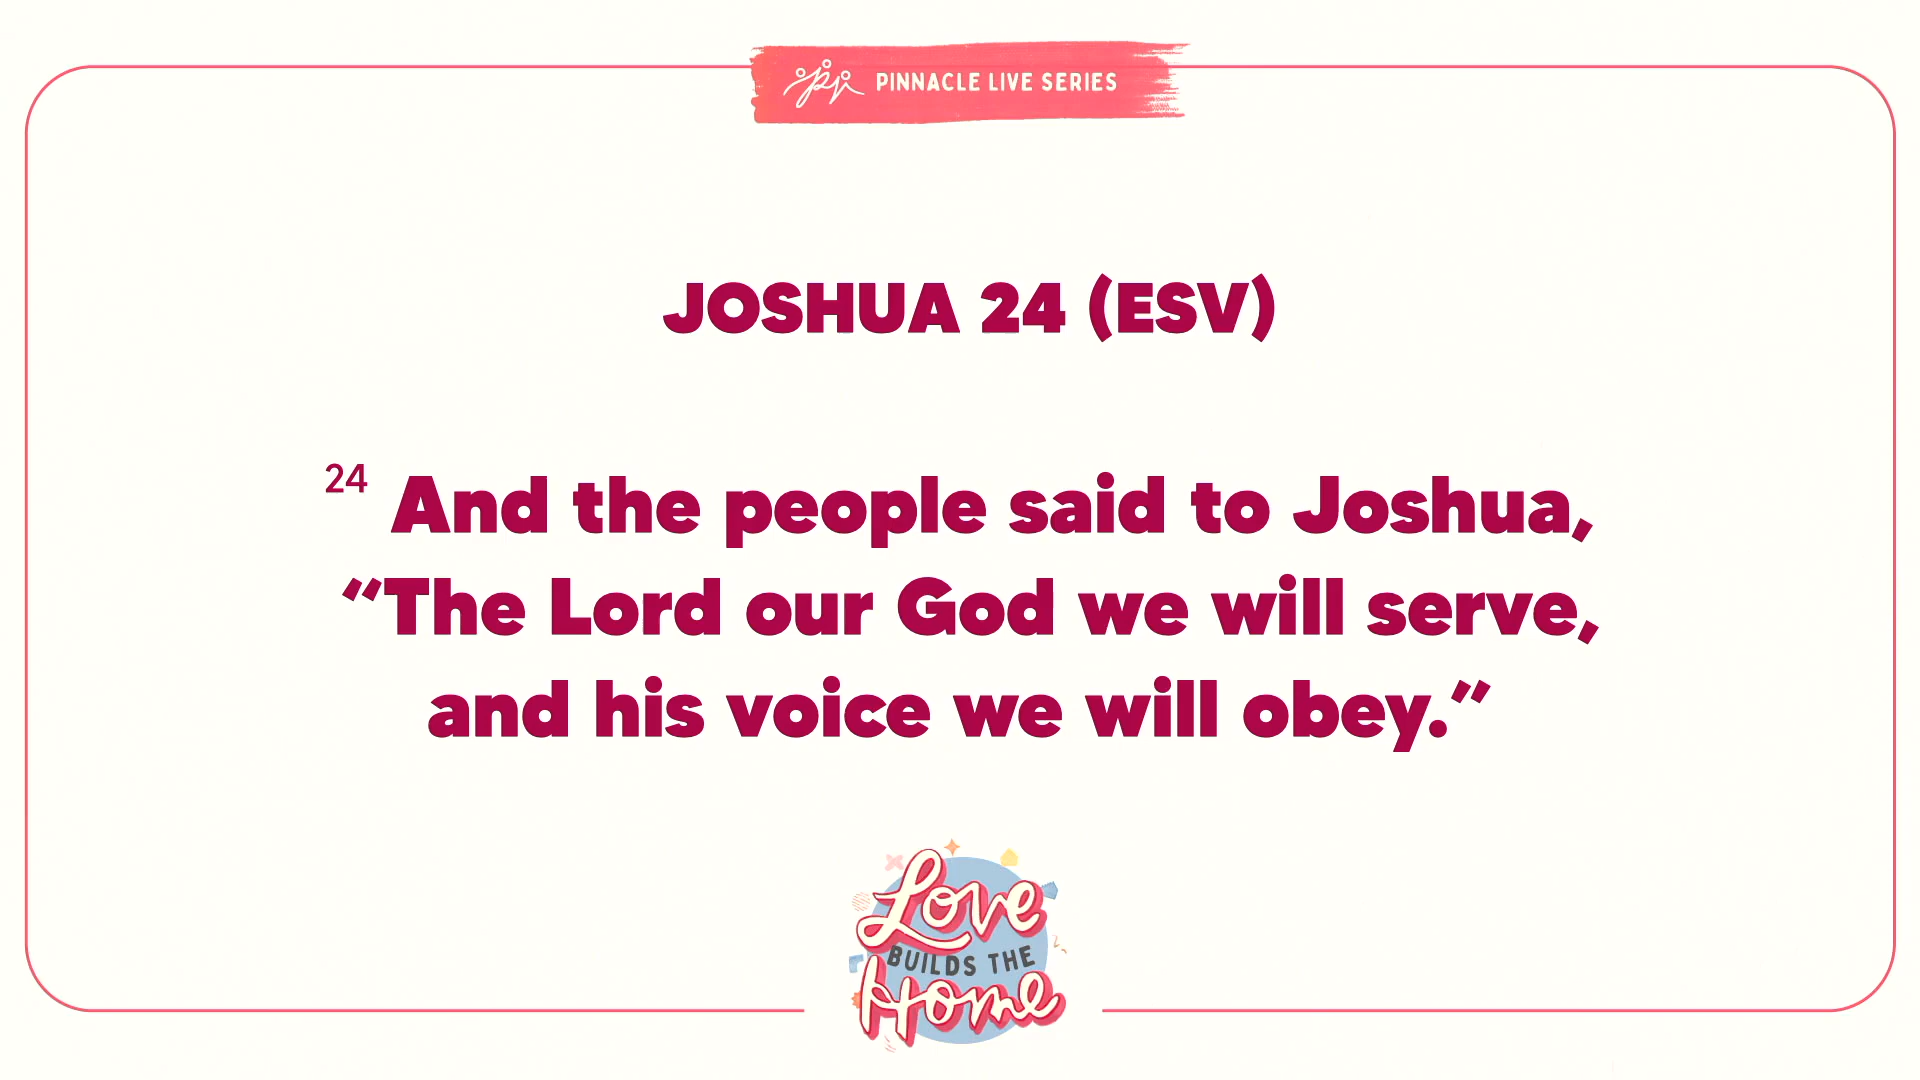 PINNACLE LIVE SERIES
JOSHUA 24 (ESV)
24 And the people said to Joshua,
“The Lord our God we will serve,
and his voice we will obey.”
Love
BUILDS THE
Home